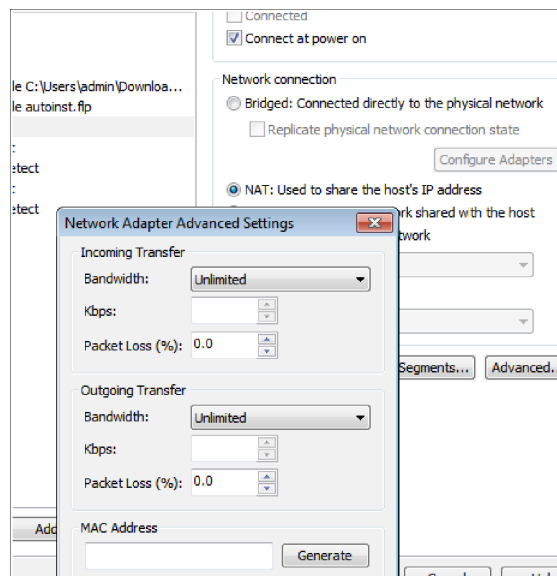 Connected
Connect at power on
le C:\Users\admin\Downloa...
le autoinst.flp
etect
etect
Network connection
Bridged: Connected directly to the physical network
Replicate physical network connection state
Configure Adapters
NAT: Used to share the host's IP address
rk shared with the host
twork
Segments...
Advanced..
Network Adapter Advanced Settings
Incoming Transfer
Bandwidth: Unlimited
Kbps:
Packet Loss (%): 0.0
Outgoing Transfer
Bandwidth: Unlimited
Kbps:
Packet Loss (%): 0.0
MAC Address
Generate
Add